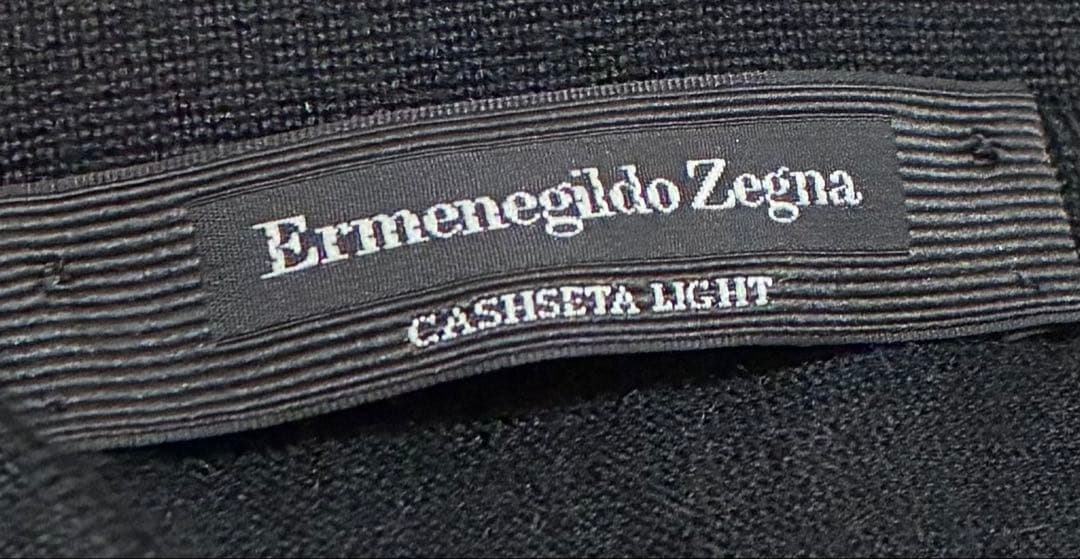 Ermenegildo Zegna
CASHSETA LIGHT